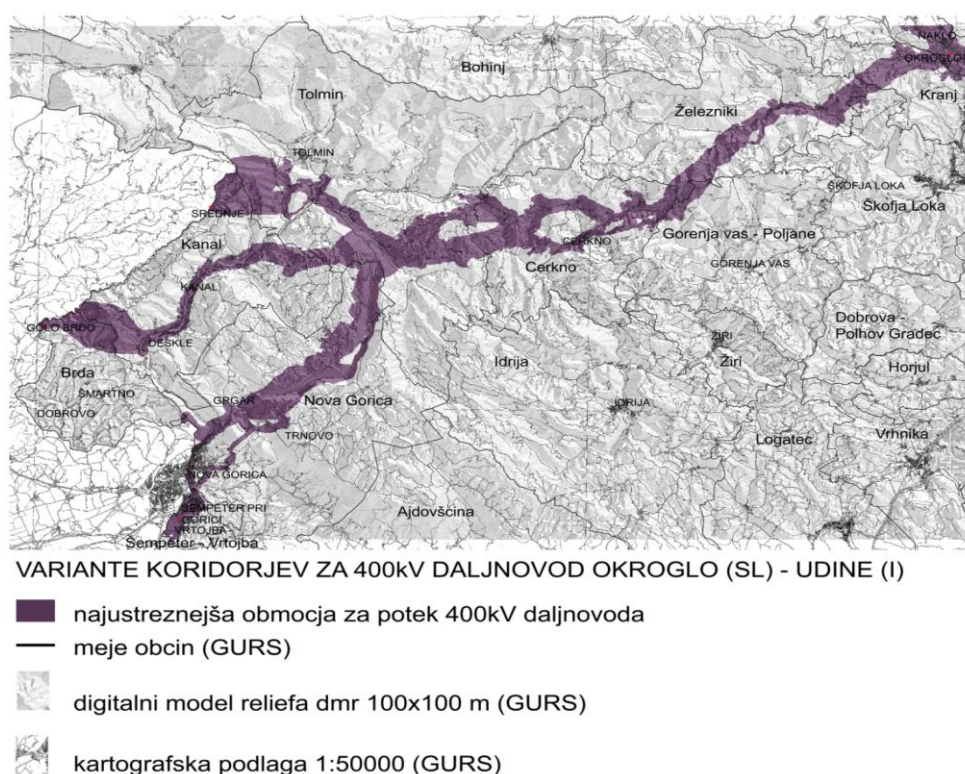 NAKLO
OKROGLO
Bohinj
Kranj
Tolmin
Železniki
TOLMIN
ŠKOFJA LOKA
Škofja Loka
SREDNJE
Kanal
Gorenja vas - Poljane
CERKNO
Cerkno
GORENJA VAS
KANAL
Dobrova -
Polhov Gradec
GOLO BRDO
DESKLE
ŽIRI
Idrija
Žiri
Horjul
Brda
ŠMARTNO
GRGAR
Nova Gorica
IDRIJA
DOBROVO
TRNOVO
Logatec
Vrhnika
NOVA GORICA
ŠEMPETER PRI
GORICI
VRTOJBA
Ajdovščina
Šempeter - Vrtojba
VARIANTE KORIDORJEV ZA 400kV DALJNOVOD OKROGLO (SL) - UDINE (I)
najustreznejša obmocja za potek 400kV daljnovoda
meje obcin (GURS)
digitalni model reliefa dmr 100x100 m (GURS)
kartografska podlaga 1:50000 (GURS)